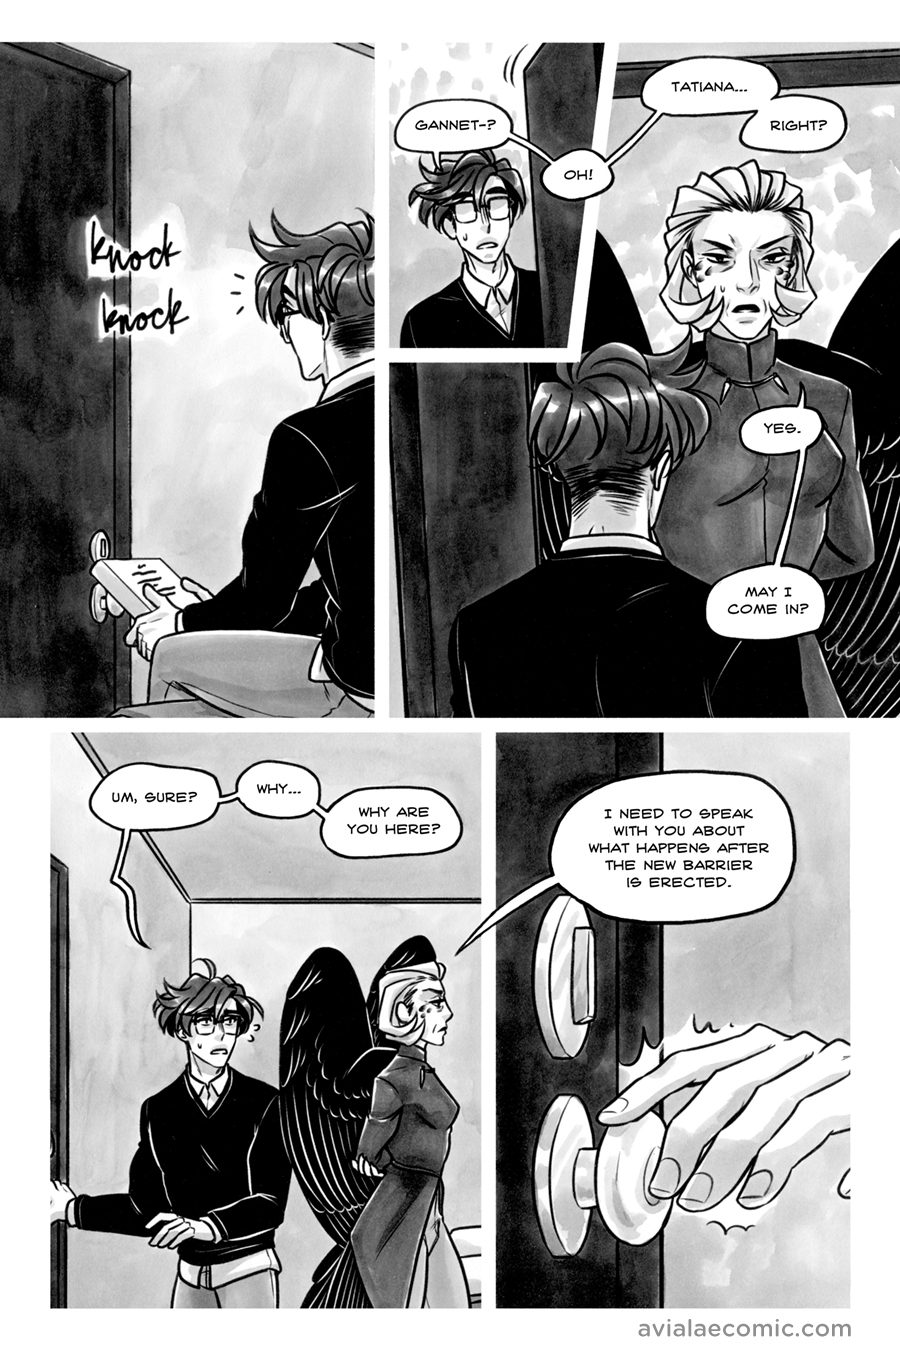 knock
knock
GANNET-?
OH!
TATIANA...
RIGHT?
YES.
MAY I
COME IN?
UM, SURE?
WHY...
WHY ARE
YOU HERE?
I NEED TO SPEAK
WITH YOU ABOUT
WHAT HAPPENS AFTER
THE NEW BARRIER
IS ERECTED.
avialaecomic.com